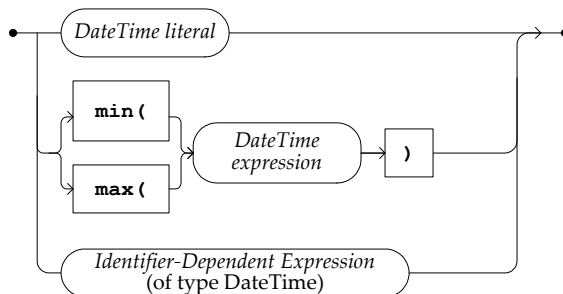 DateTime literal
min(
max(
DateTime
expression
)
Identifier-Dependent Expression
(of type DateTime)